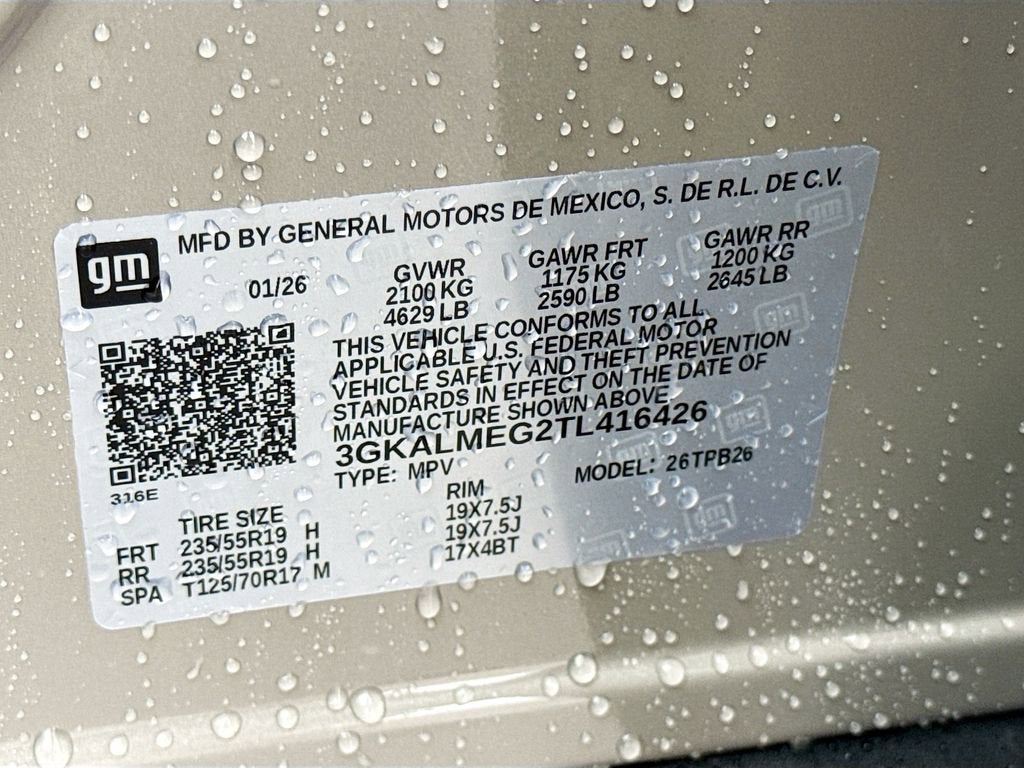 gm
MFD BY GENERAL MOTORS DE MEXICO, S. DE R.L. DE C.V.
01/26
GVWR
2100 KG
4629 LB
GAWR FRT
1175 KG
2590 LB
GAWR RR
1200 KG
2645 LB
THIS VEHICLE CONFORMS TO ALL
APPLICABLE U.S. FEDERAL MOTOR
VEHICLE SAFETY AND THEFT PREVENTION
STANDARDS IN EFFECT ON THE DATE OF
MANUFACTURE SHOWN ABOVE.
3GKALMEG2TL416426
TYPE: MPV MODEL: 26TPB26
316E
TIRE SIZE RIM
FRT 235/55R19 H 19X7.5J
RR 235/55R19 H 19X7.5J
SPA T125/70R17 M 17X4BT